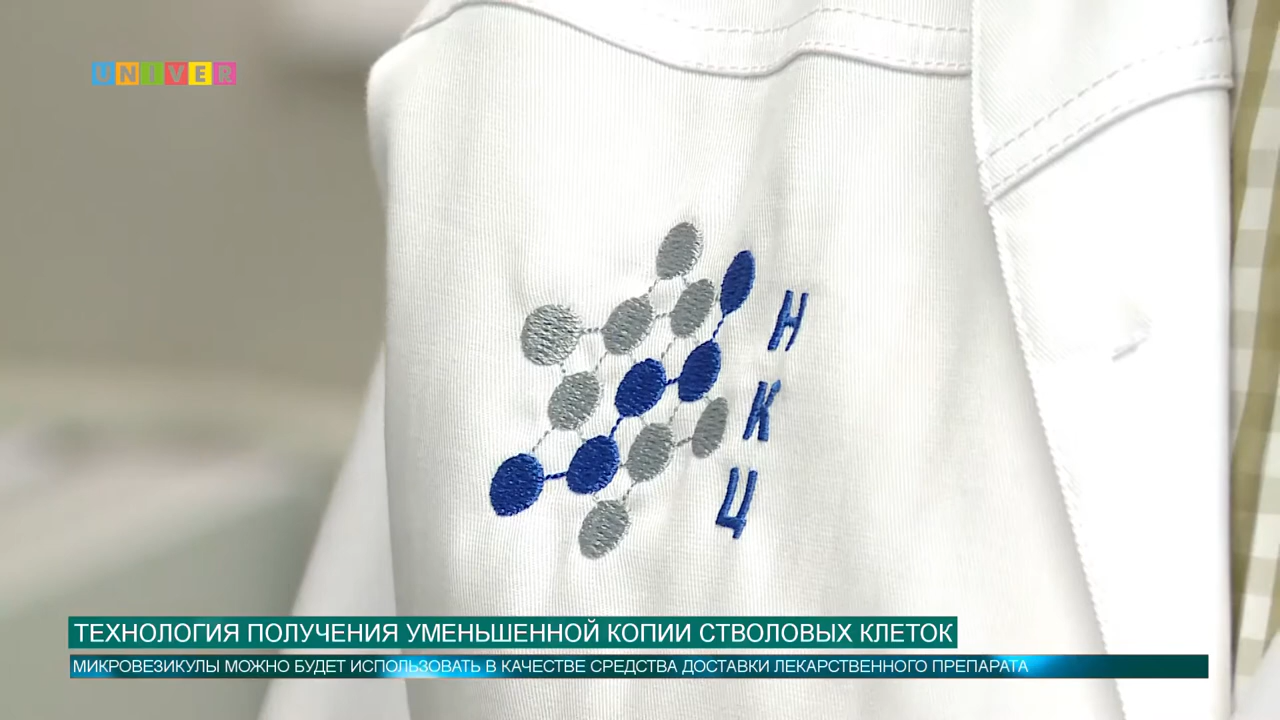 UNIVER
Н
К
Ц
ТЕХНОЛОГИЯ ПОЛУЧЕНИЯ УМЕНЬШЕННОЙ КОПИИ СТВОЛОВЫХ КЛЕТОК
МИКРОВЕЗИКУЛЫ МОЖНО БУДЕТ ИСПОЛЬЗОВАТЬ В КАЧЕСТВЕ СРЕДСТВА ДОСТАВКИ ЛЕКАРСТВЕННОГО ПРЕПАРАТА